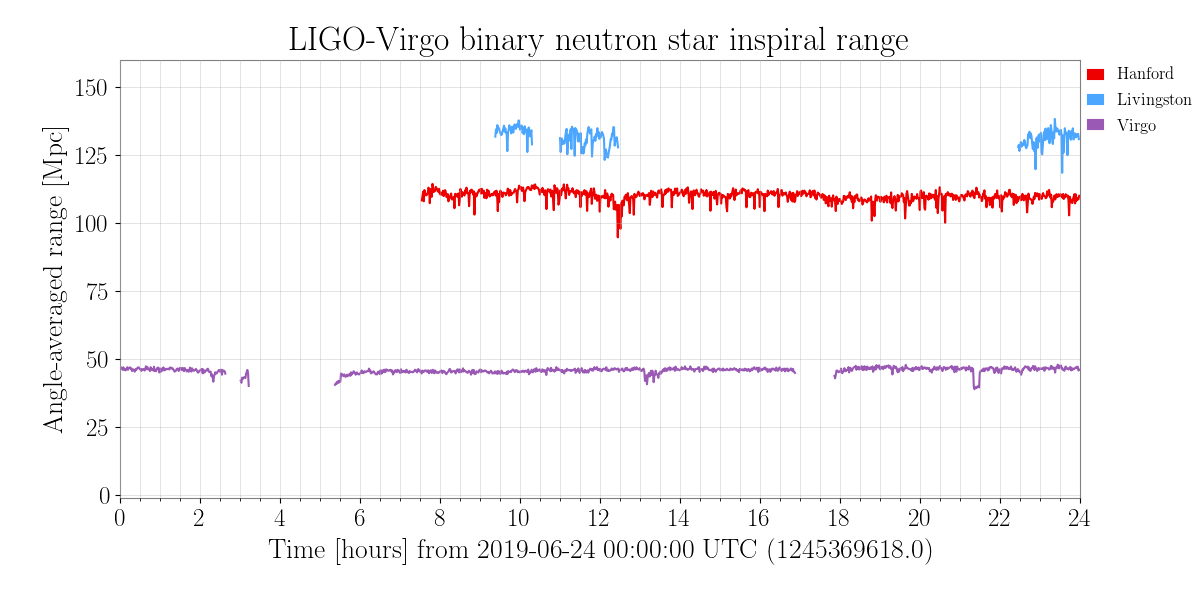 LIGO-Virgo binary neutron star inspiral range
Hanford
Livingston
Virgo
Angle-averaged range [Mpc]
150
125
100
75
50
25
0
0 2 4 6 8 10 12 14 16 18 20 22 24
Time [hours] from 2019-06-24 00:00:00 UTC (1245369618.0)